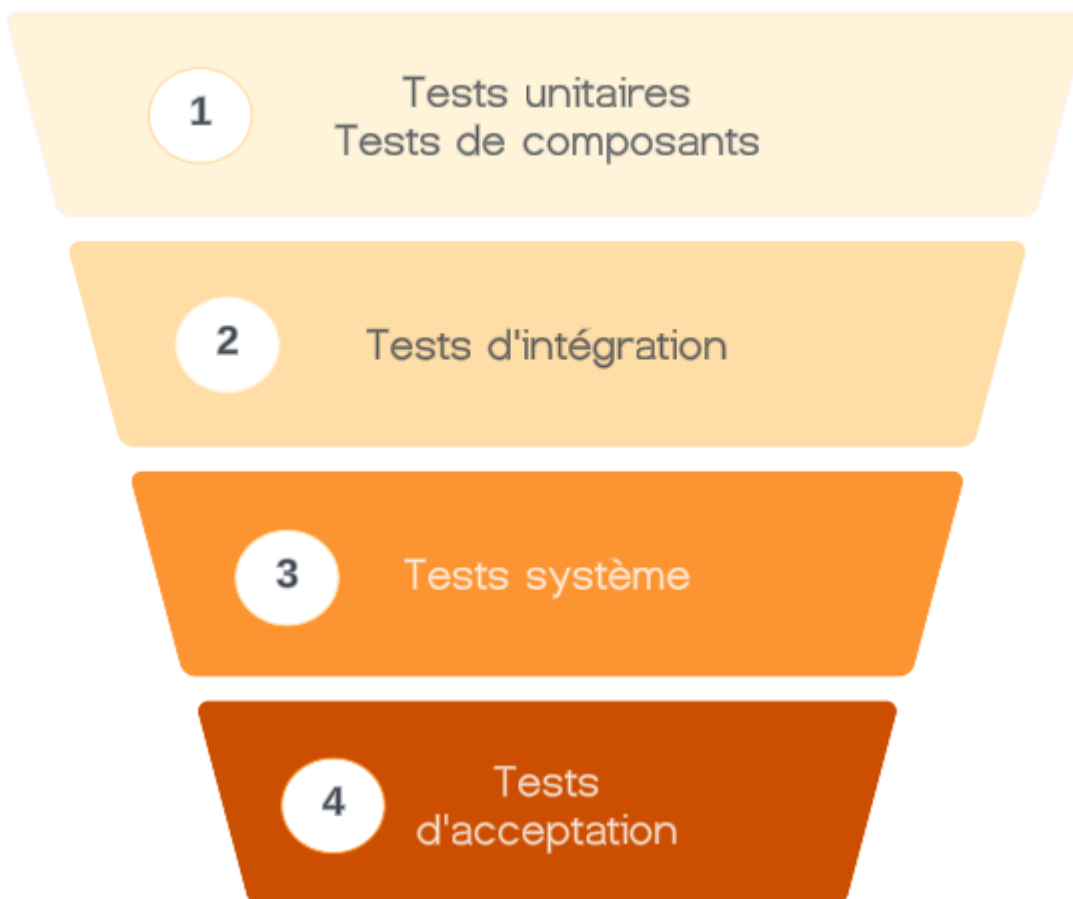 1
Tests unitaires
Tests de composants
2
Tests d'intégration
3
Tests système
4
Tests
d'acceptation